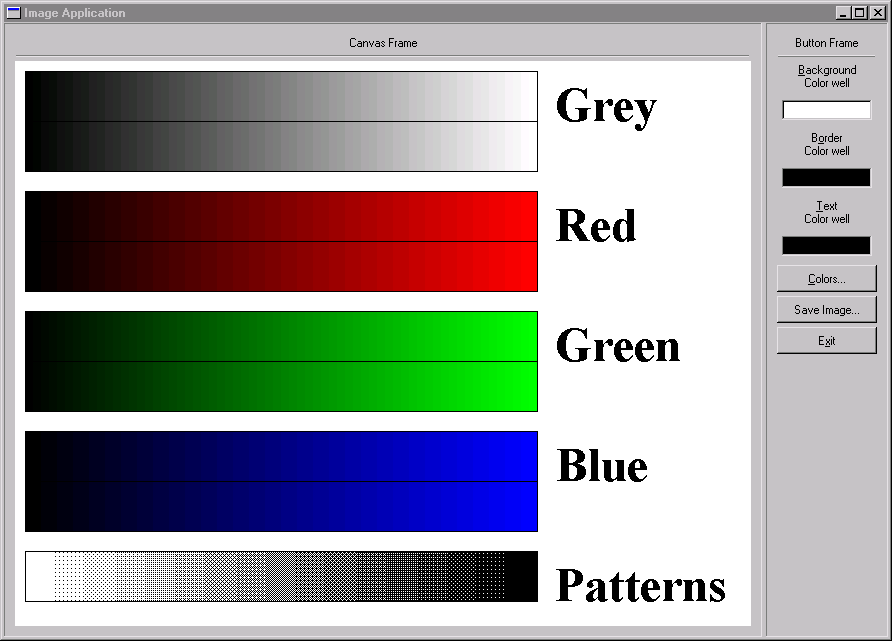 Image Application
Canvas Frame
Grey
Red
Green
Blue
Patterns
Button Frame
Background
Color well
Border
Color well
Text
Color well
Colors...
Save Image...
Exit